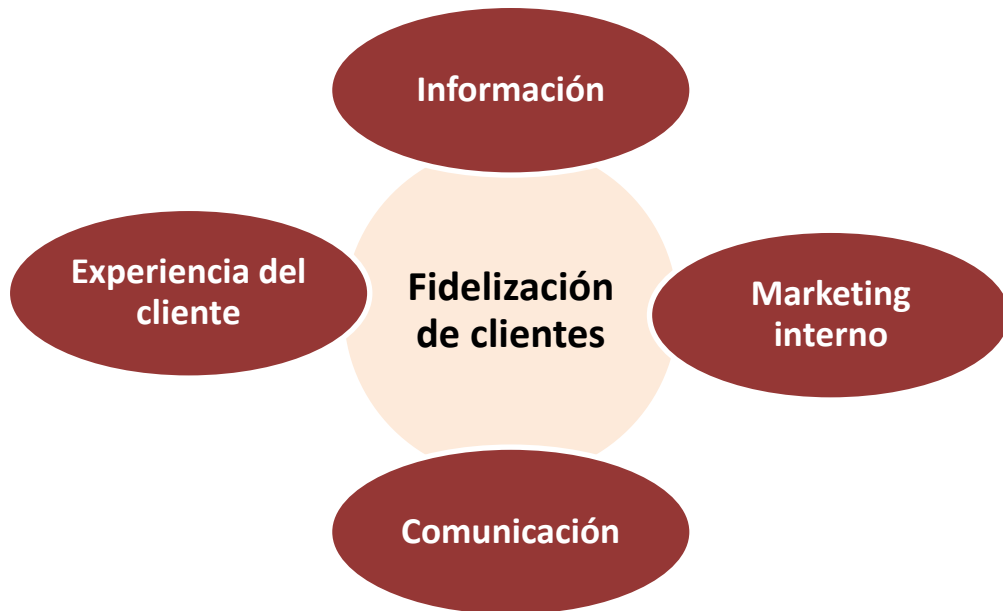 Información
Experiencia del
cliente
Fidelización
de clientes
Marketing
interno
Comunicación